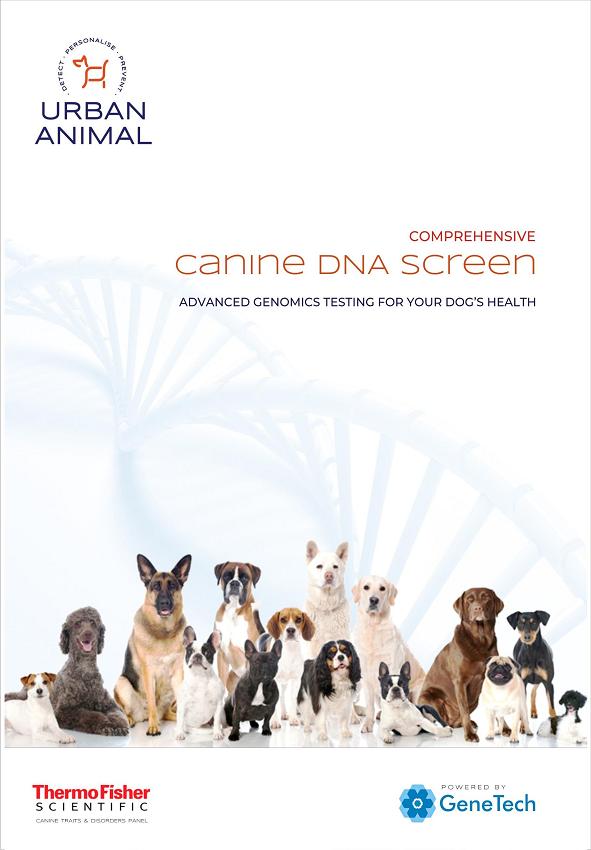 · DETECT · PERSONALISE · PREVENT ·
URBAN
ANIMAL
COMPREHENSIVE
canine DNA screen
ADVANCED GENOMICS TESTING FOR YOUR DOG'S HEALTH
ThermoFisher
SCIENTIFIC
CANINE TRAITS & DISORDERS PANEL
POWERED BY
GeneTech